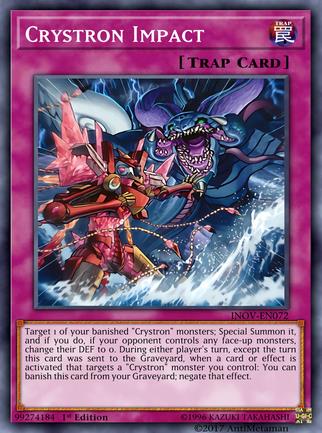 Crystron Impact
TRAP
罠
[Trap Card]
INOV-EN072
Target 1 of your banished "Crystron" monsters; Special Summon it,
and if you do, if your opponent controls any face-up monsters,
change their DEF to 0. During either player's turn, except the turn
this card was sent to the Graveyard, when a card or effect is
activated that targets a "Crystron" monster you control: You can
banish this card from your Graveyard; negate that effect.
99274184 1st Edition ©1996 KAZUKI TAKAHASHI
©2017 AntiMetaman